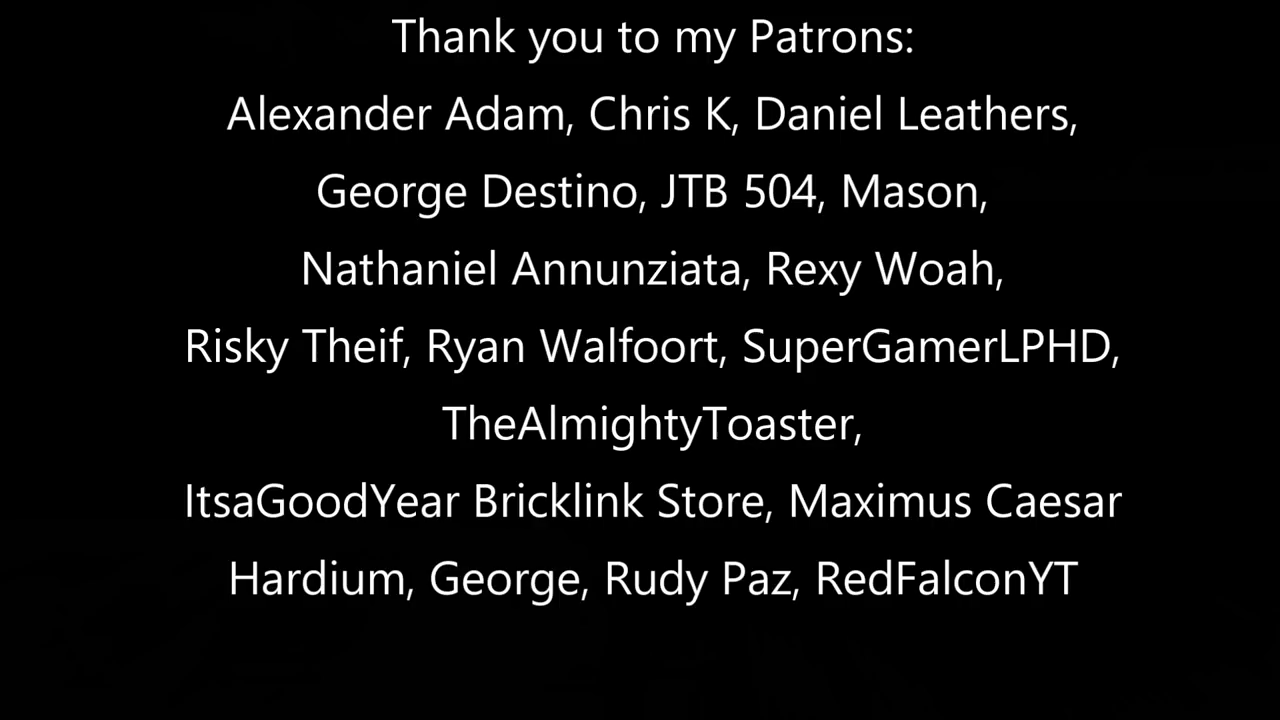 Thank you to my Patrons:
Alexander Adam, Chris K, Daniel Leathers,
George Destino, JTB 504, Mason,
Nathaniel Annunziata, Rexy Woah,
Risky Theif, Ryan Walfoort, SuperGamerLPHD,
TheAlmightyToaster,
ItsaGoodYear Bricklink Store, Maximus Caesar
Hardium, George, Rudy Paz, RedFalconYT